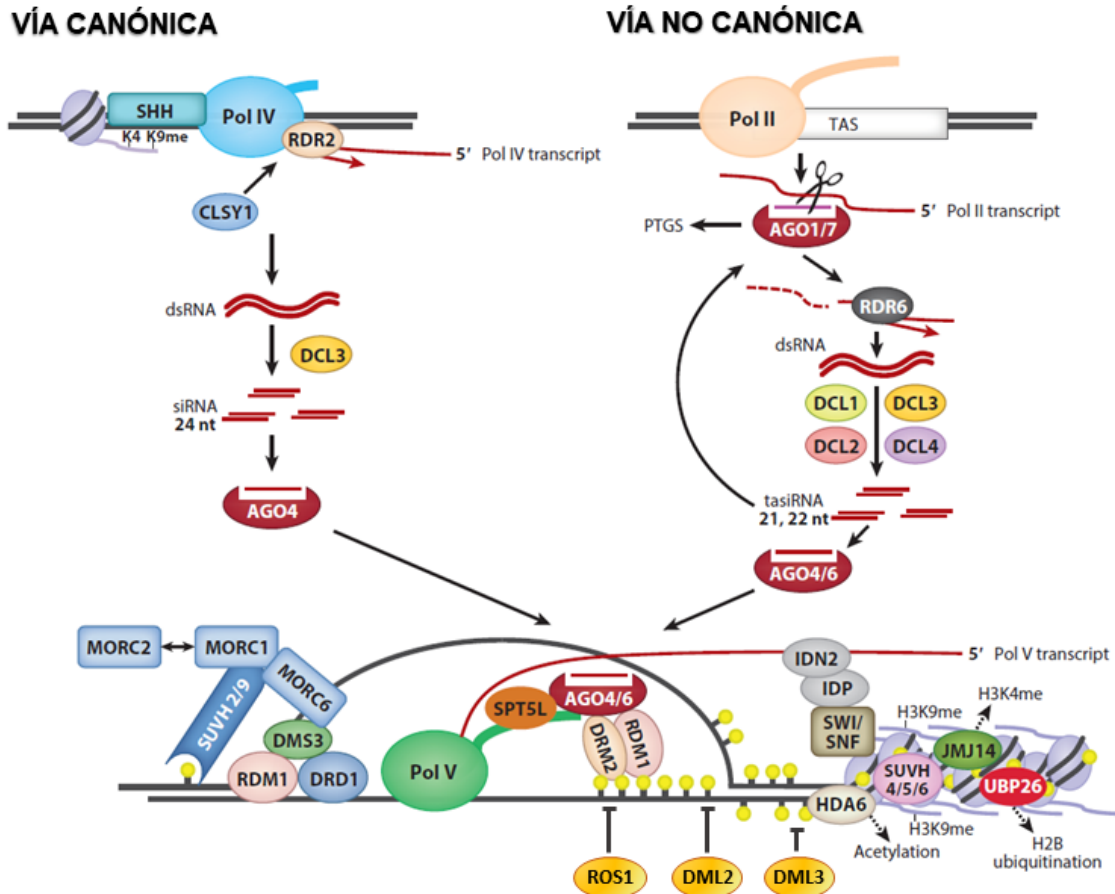 VÍA CANÓNICA
SHH
K4 K9me
Pol IV
RDR2
5' Pol IV transcript
CLSY1
dsRNA
DCL3
siRNA
24 nt
AGO4
VÍA NO CANÓNICA
Pol II
TAS
5' Pol II transcript
AGO1/7
PTGS
RDR6
dsRNA
DCL1
DCL3
DCL2
DCL4
tasiRNA
21, 22 nt
AGO4/6
MORC2
MORC1
MORC6
SUVH 2/9
DMS3
RDM1
DRD1
Pol V
SPT5L
AGO4/6
DRM2
RDM1
IDN2
5' Pol V transcript
IDP
SWI/
SNF
H3K9me
H3K4me
JMJ14
SUVH
4/5/6
UBP26
HDA6
H3K9me
Acetylation
H2B
ubiquitination
ROS1
DML2
DML3